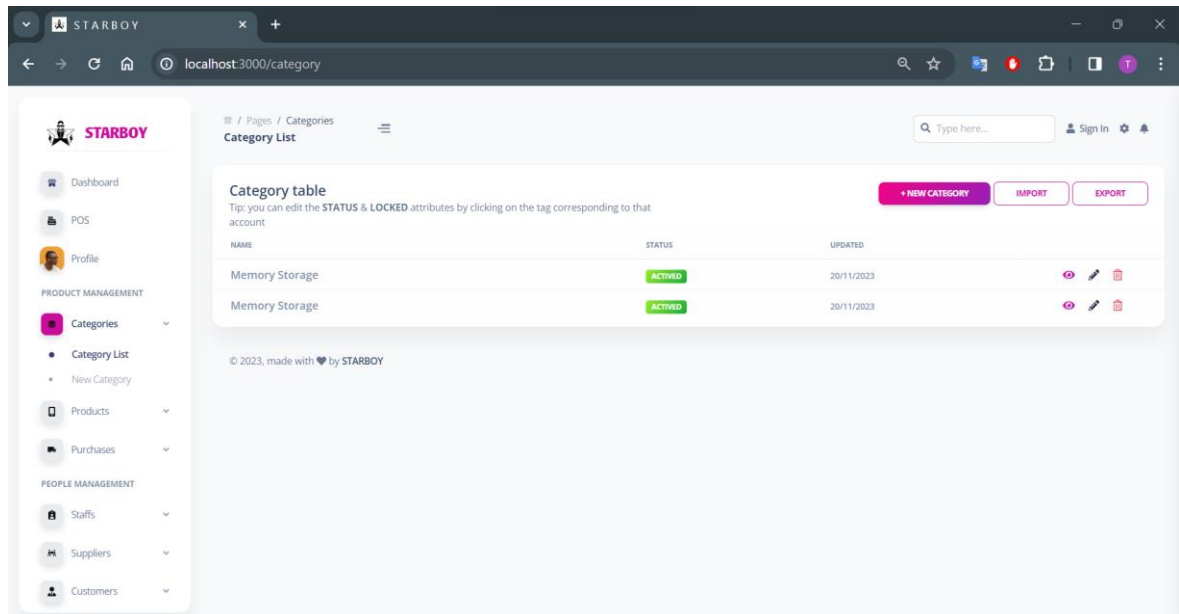 STARBOY
localhost:3000/category
T
STARBOY
/ Pages / Categories
Category List
Type here...
Sign In
Dashboard
POS
Profile
PRODUCT MANAGEMENT
Categories
Category List
New Category
Products
Purchases
PEOPLE MANAGEMENT
Staffs
Suppliers
Customers
Category table
Tip: you can edit the STATUS & LOCKED attributes by clicking on the tag corresponding to that
account
+ NEW CATEGORY
IMPORT
EXPORT
NAME STATUS UPDATED
Memory Storage ACTIVED 20/11/2023
Memory Storage ACTIVED 20/11/2023
© 2023, made with by STARBOY